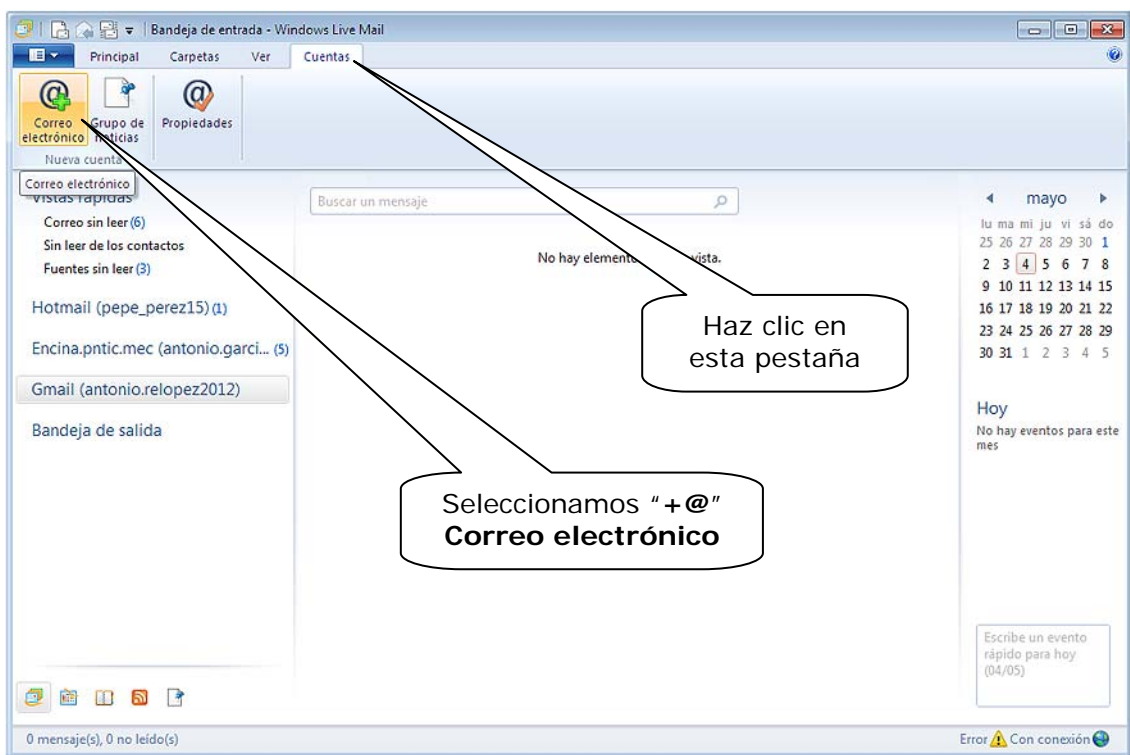 Bandeja de entrada - Windows Live Mail
Principal Carpetas Ver Cuentas
Correo electrónico
Grupo de noticias
Propiedades
Nueva cuenta
Correo electrónico
Vistas rápidas
Correo sin leer (6)
Sin leer de los contactos
Fuentes sin leer (3)
Hotmail (pepe_perez15) (1)
Encina.pntic.mec (antonio.garci... (5)
Gmail (antonio.relopez2012)
Bandeja de salida
Buscar un mensaje
No hay elementos vista.
Haz clic en
esta pestaña
Seleccionamos "+@"
Correo electrónico
mayo
lu ma mi ju vi sá do
25 26 27 28 29 30 1
2 3 4 5 6 7 8
9 10 11 12 13 14 15
16 17 18 19 20 21 22
23 24 25 26 27 28 29
30 31 1 2 3 4 5
Hoy
No hay eventos para este
mes
Escribe un evento
rápido para hoy
(04/05)
0 mensaje(s), 0 no leído(s)
Error Con conexión